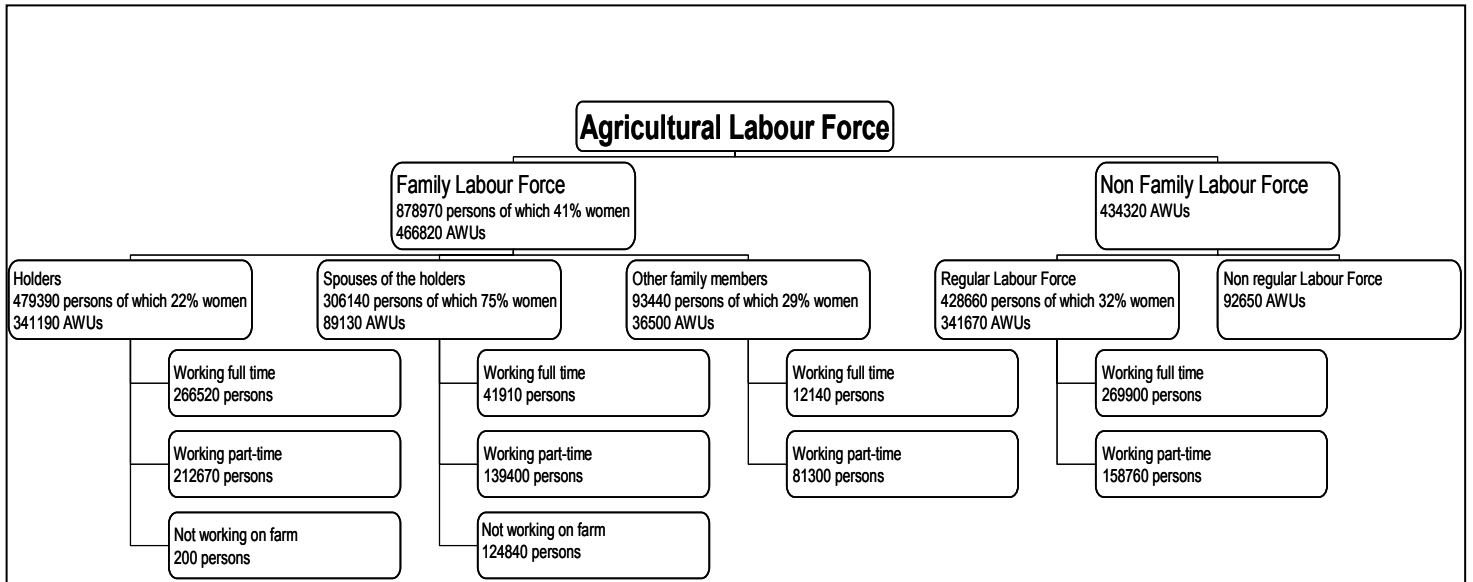 Agricultural Labour Force
Family Labour Force
878970 persons of which 41% women
466820 AWUs
Non Family Labour Force
434320 AWUs
Holders
479390 persons of which 22% women
341190 AWUs
Spouses of the holders
306140 persons of which 75% women
89130 AWUs
Other family members
93440 persons of which 29% women
36500 AWUs
Regular Labour Force
428660 persons of which 32% women
341670 AWUs
Non regular Labour Force
92650 AWUs
Working full time
266520 persons
Working full time
41910 persons
Working full time
12140 persons
Working full time
269900 persons
Working part-time
212670 persons
Working part-time
139400 persons
Working part-time
81300 persons
Working part-time
158760 persons
Not working on farm
200 persons
Not working on farm
124840 persons